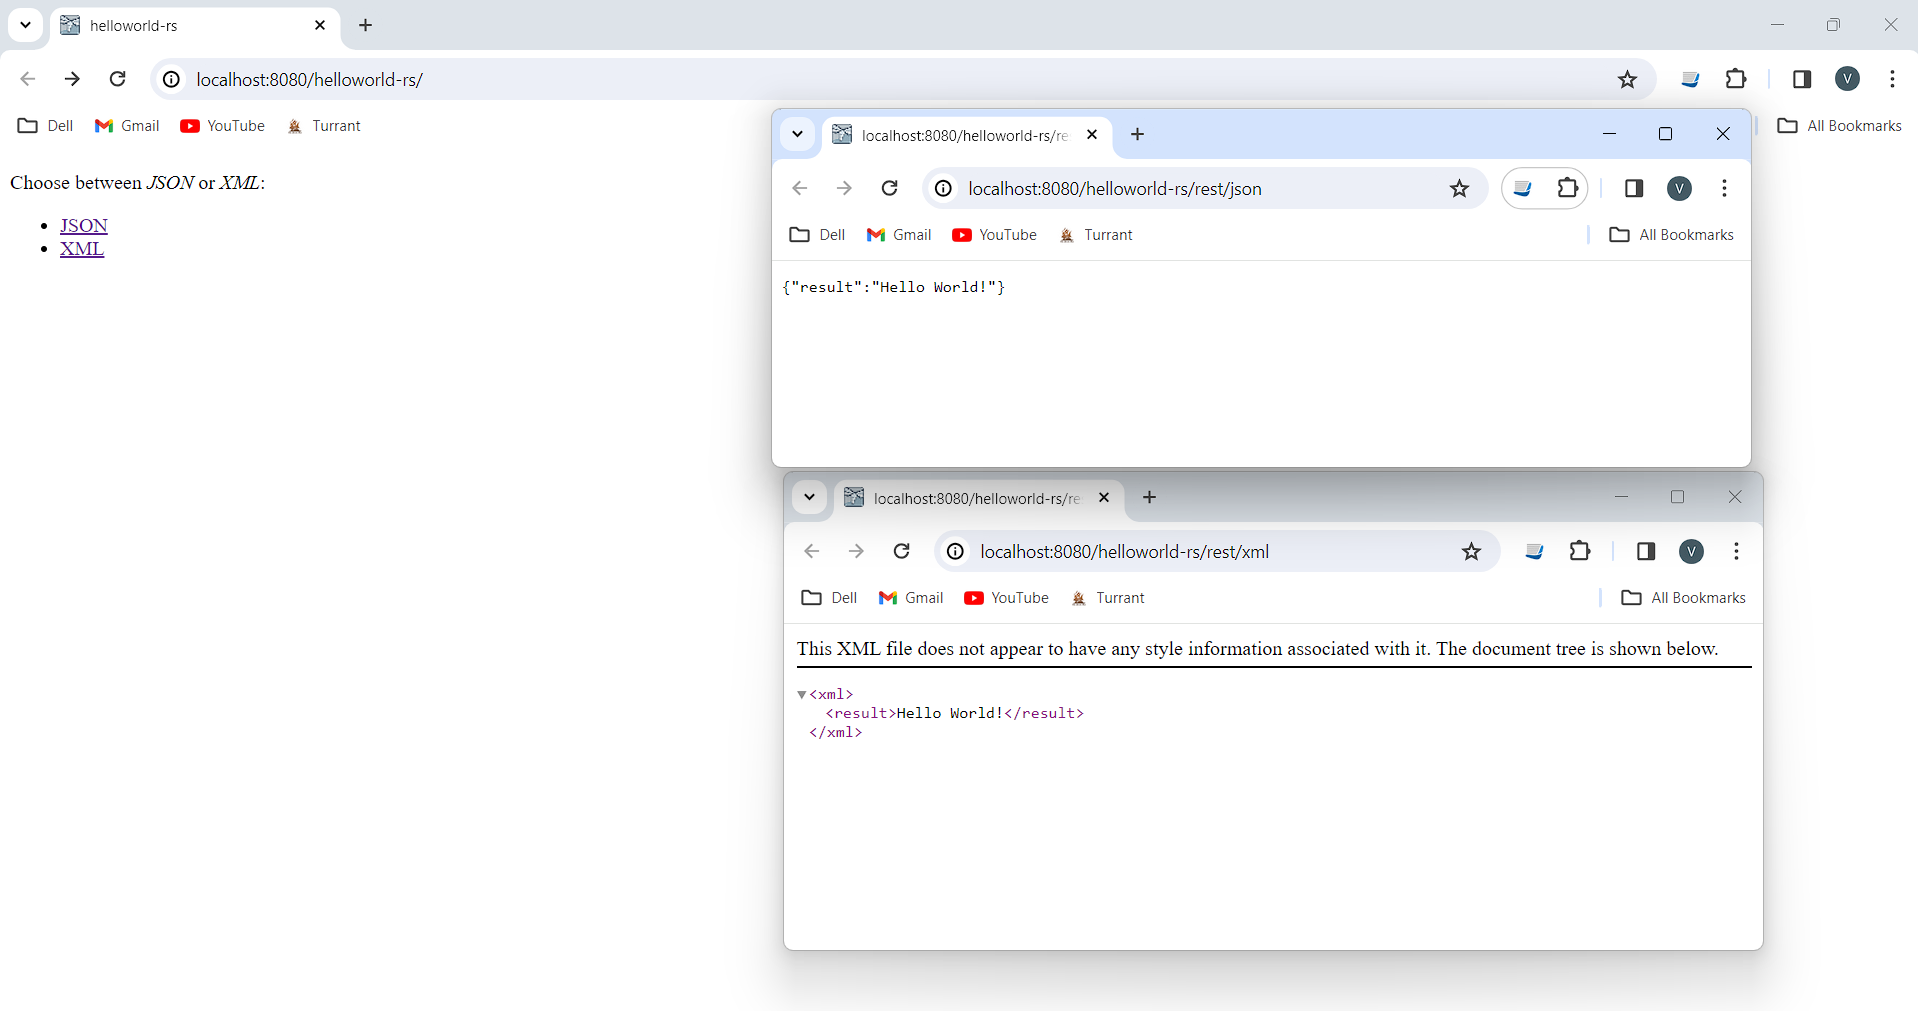 helloworld-rs
localhost:8080/helloworld-rs/
Dell Gmail YouTube Turrant All Bookmarks
Choose between JSON or XML:
JSON
XML
localhost:8080/helloworld-rs/re
localhost:8080/helloworld-rs/rest/json
V
Dell Gmail YouTube Turrant All Bookmarks
{"result":"Hello World!"}
localhost:8080/helloworld-rs/re
localhost:8080/helloworld-rs/rest/xml
V
Dell Gmail YouTube Turrant All Bookmarks
This XML file does not appear to have any style information associated with it. The document tree is shown below.
<xml>
<result>Hello World!</result>
</xml>
V